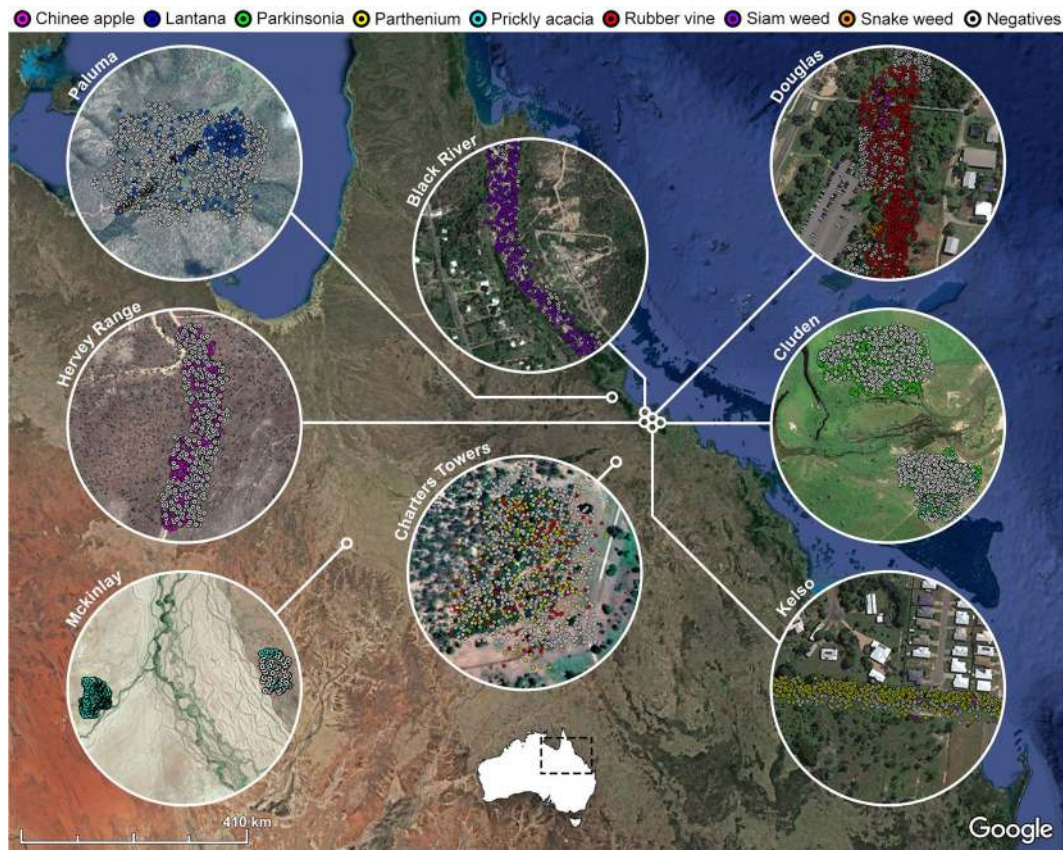 Chinee apple Lantana Parkinsonia Parthenium Prickly acacia Rubber vine Siam weed Snake weed Negatives
Paluma
Black River
Douglas
Hervey Range
Cluden
Charters Towers
Mckinlay
Kelso
410 km
Google